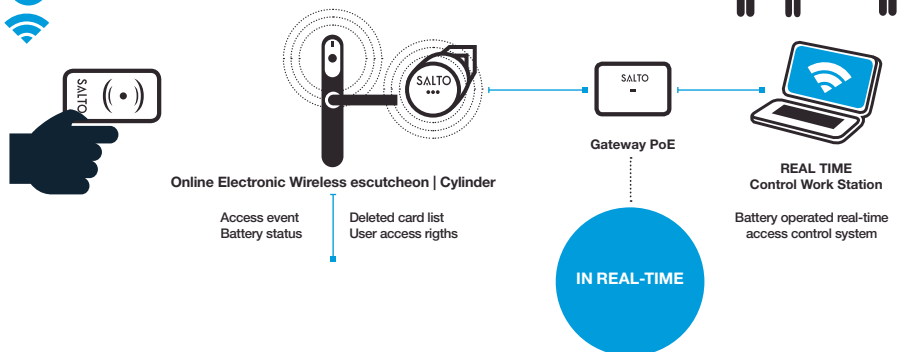 SALTO
SALTO
SALTO
Gateway PoE
Online Electronic Wireless escutcheon | Cylinder
REAL TIME
Control Work Station
Access event
Battery status
Deleted card list
User access rigths
Battery operated real-time
access control system
IN REAL-TIME